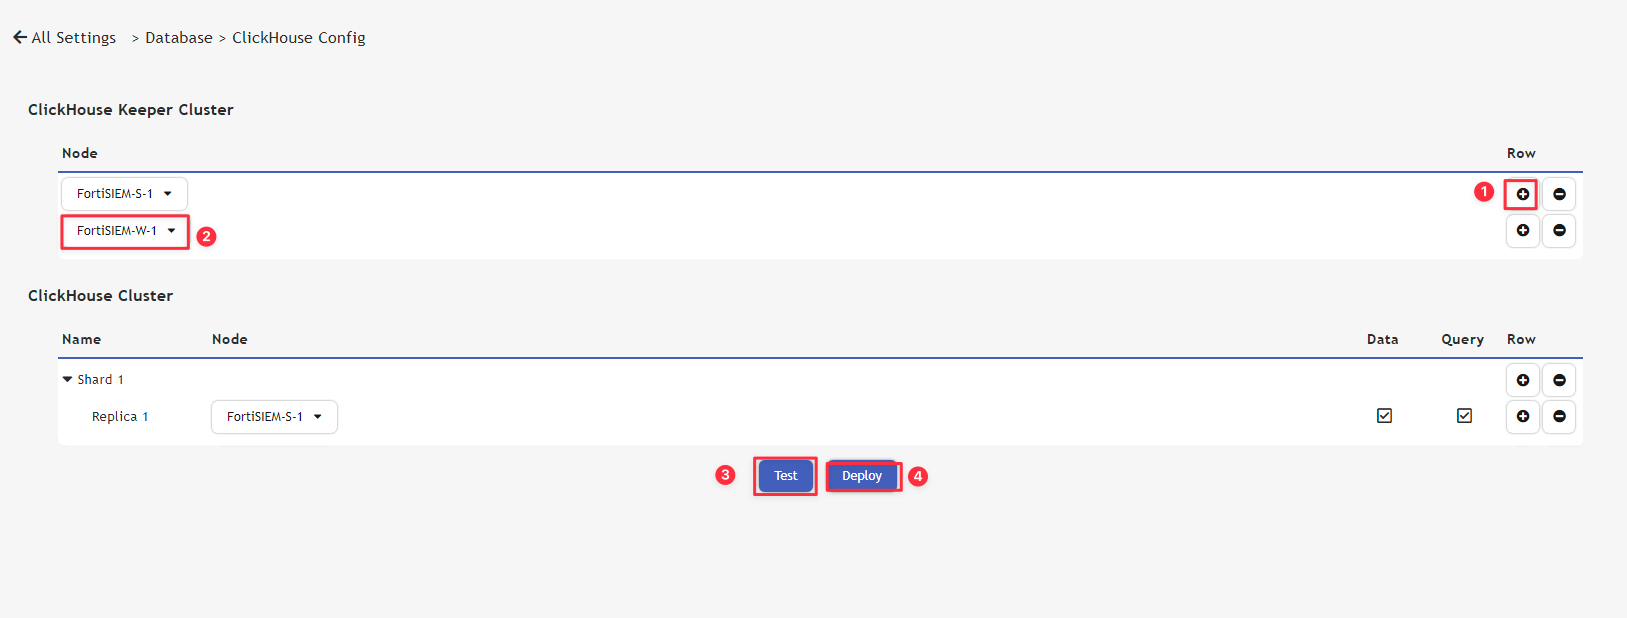 All Settings > Database > ClickHouse Config
ClickHouse Keeper Cluster
Node Row
FortiSIEM-S-1 1
FortiSIEM-W-1 2
ClickHouse Cluster
Name Node Data Query Row
Shard 1
Replica 1 FortiSIEM-S-1
3 Test Deploy 4